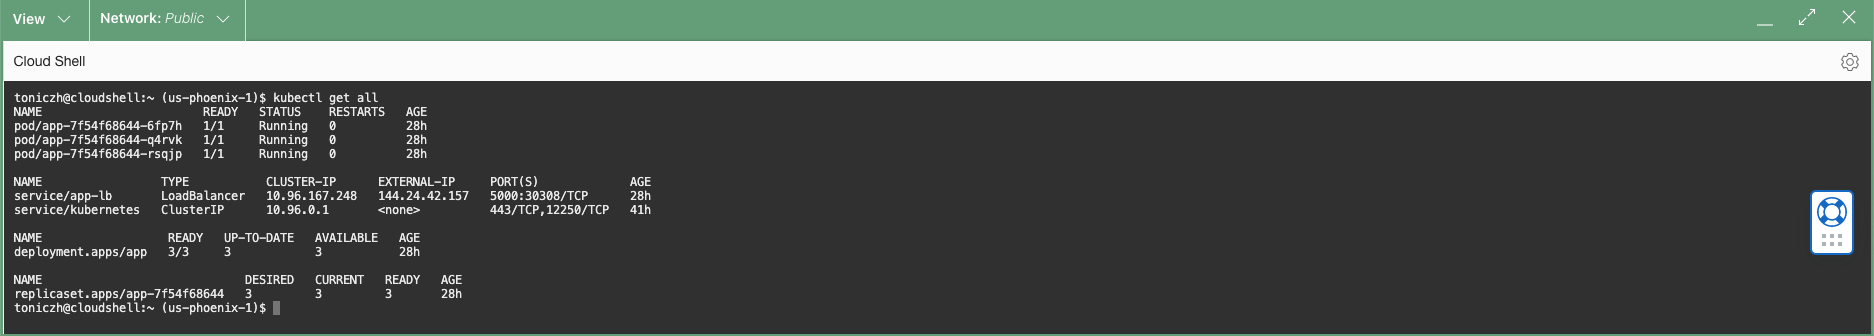 View Network: Public
Cloud Shell
toniczh@cloudshell:~ (us-phoenix-1)$ kubectl get all
NAME READY STATUS RESTARTS AGE
pod/app-7f54f68644-6fp7h 1/1 Running 0 28h
pod/app-7f54f68644-q4rvk 1/1 Running 0 28h
pod/app-7f54f68644-rsqjp 1/1 Running 0 28h
NAME TYPE CLUSTER-IP EXTERNAL-IP PORT(S) AGE
service/app-lb LoadBalancer 10.96.167.248 144.24.42.157 5000:30308/TCP 28h
service/kubernetes ClusterIP 10.96.0.1 <none> 443/TCP,12250/TCP 41h
NAME READY UP-TO-DATE AVAILABLE AGE
deployment.apps/app 3/3 3 3 28h
NAME DESIRED CURRENT READY AGE
replicaset.apps/app-7f54f68644 3 3 3 28h
toniczh@cloudshell:~ (us-phoenix-1)$